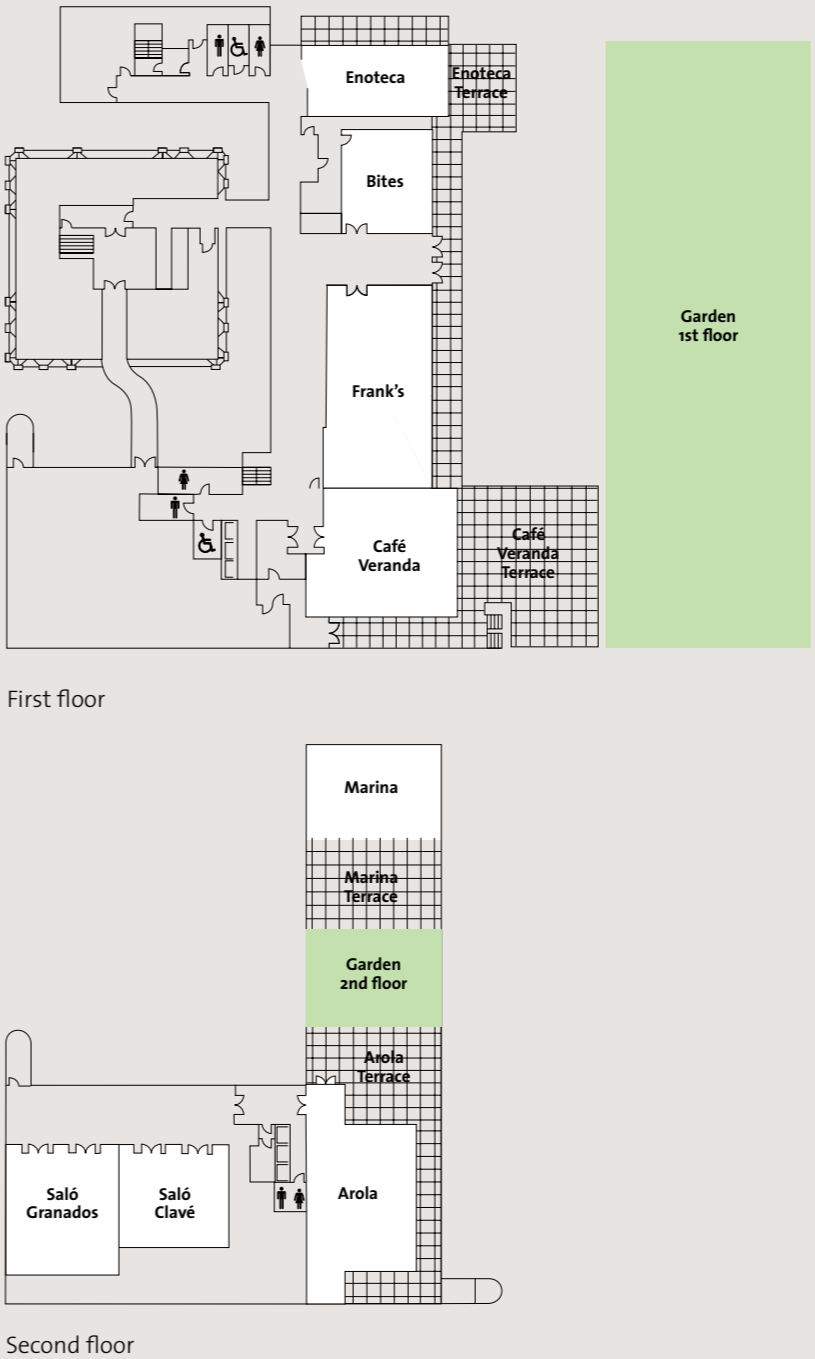 Enoteca
Enoteca
Terrace
Bites
Garden
1st floor
Frank's
Café
Veranda
Café
Veranda
Terrace
First floor
Marina
Marina
Terrace
Garden
2nd floor
Arola
Terrace
Saló
Granados
Saló
Clavé
Arola
Second floor